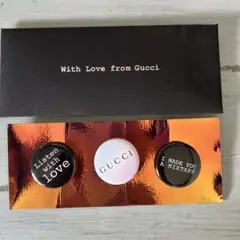 With Love from Gucci
Listen
with
love
GUCCI
I MADE YOU
A MIXTAPE